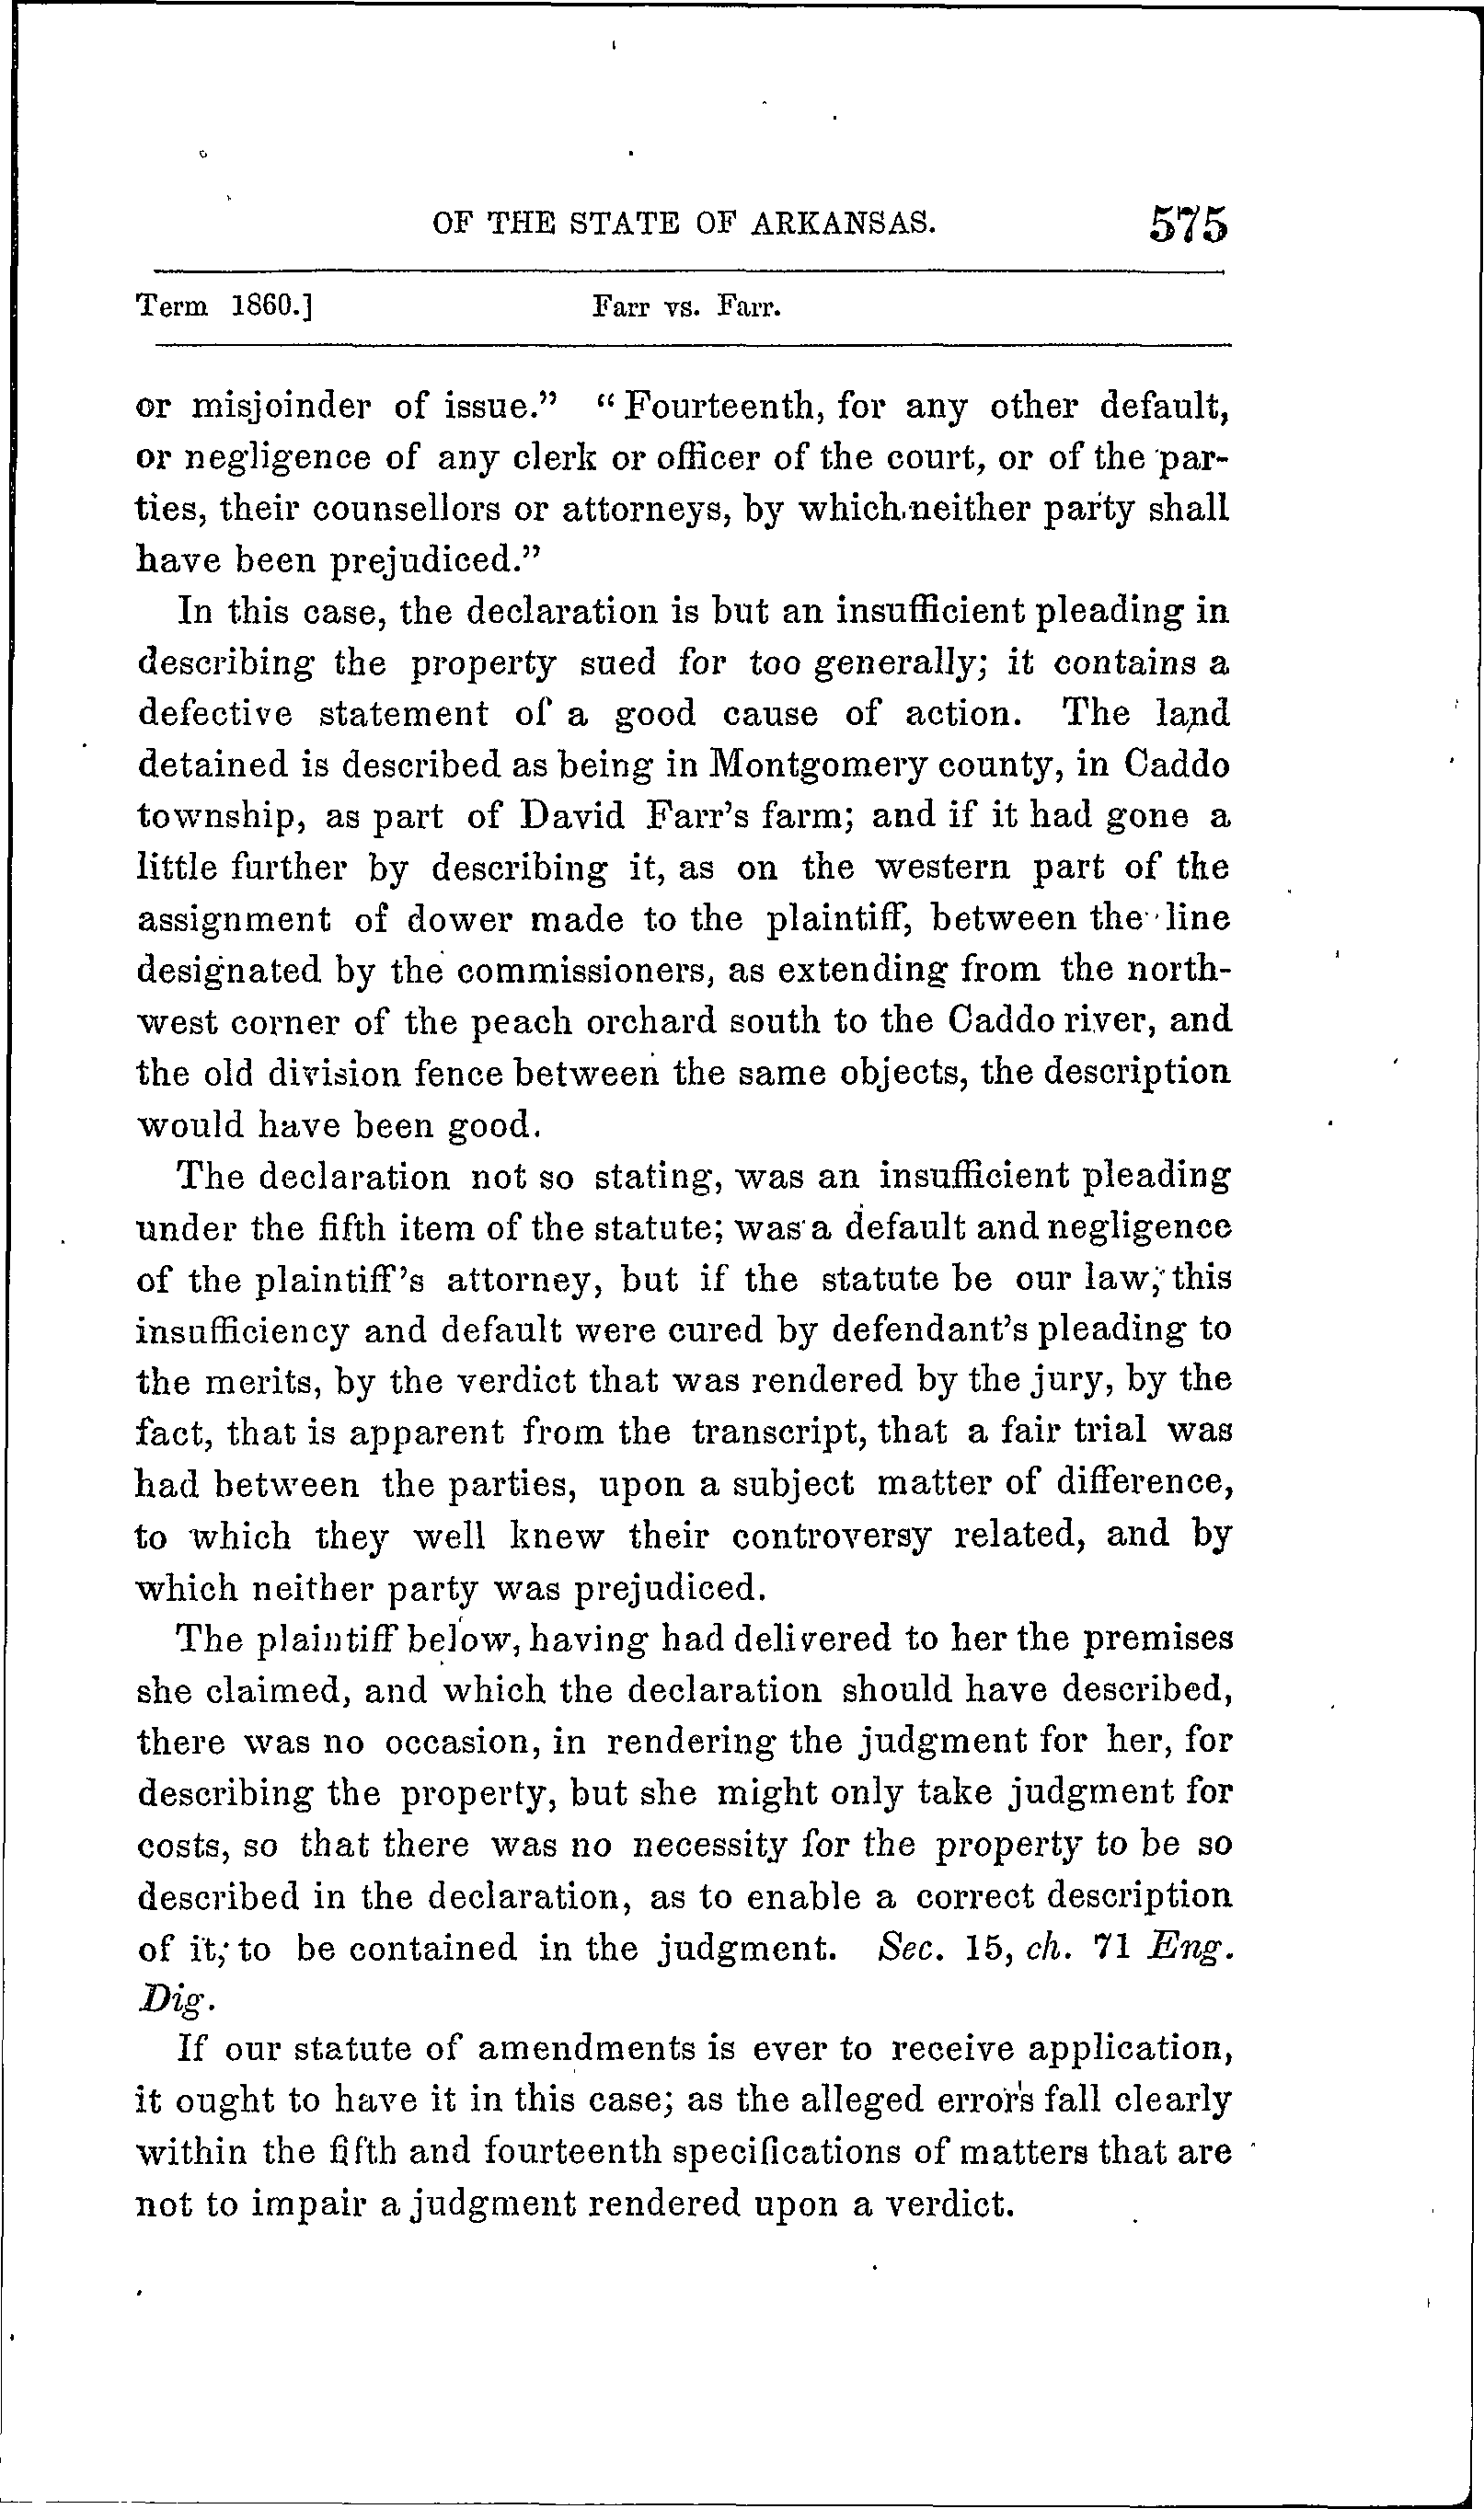 OF THE STATE OF ARKANSAS. 575
Term 1860.] Farr vs. Farr.
or misjoinder of issue." "Fourteenth, for any other default,
or negligence of any clerk or officer of the court, or of the par-
ties, their counsellors or attorneys, by which neither party shall
have been prejudiced."
In this case, the declaration is but an insufficient pleading in
describing the property sued for too generally; it contains a
defective statement of a good cause of action. The land
detained is described as being in Montgomery county, in Caddo
township, as part of David Farr's farm; and if it had gone a
little further by describing it, as on the western part of the
assignment of dower made to the plaintiff, between the line
designated by the commissioners, as extending from the north-
west corner of the peach orchard south to the Caddo river, and
the old division fence between the same objects, the description
would have been good.
The declaration not so stating, was an insufficient pleading
under the fifth item of the statute; was a default and negligence
of the plaintiff's attorney, but if the statute be our law, this
insufficiency and default were cured by defendant's pleading to
the merits, by the verdict that was rendered by the jury, by the
fact, that is apparent from the transcript, that a fair trial was
had between the parties, upon a subject matter of difference,
to which they well knew their controversy related, and by
which neither party was prejudiced.
The plaintiff below, having had delivered to her the premises
she claimed, and which the declaration should have described,
there was no occasion, in rendering the judgment for her, for
describing the property, but she might only take judgment for
costs, so that there was no necessity for the property to be so
described in the declaration, as to enable a correct description
of it, to be contained in the judgment. Sec. 15, ch. 71 Eng.
Dig.
If our statute of amendments is ever to receive application,
it ought to have it in this case; as the alleged errors fall clearly
within the fifth and fourteenth specifications of matters that are
not to impair a judgment rendered upon a verdict.